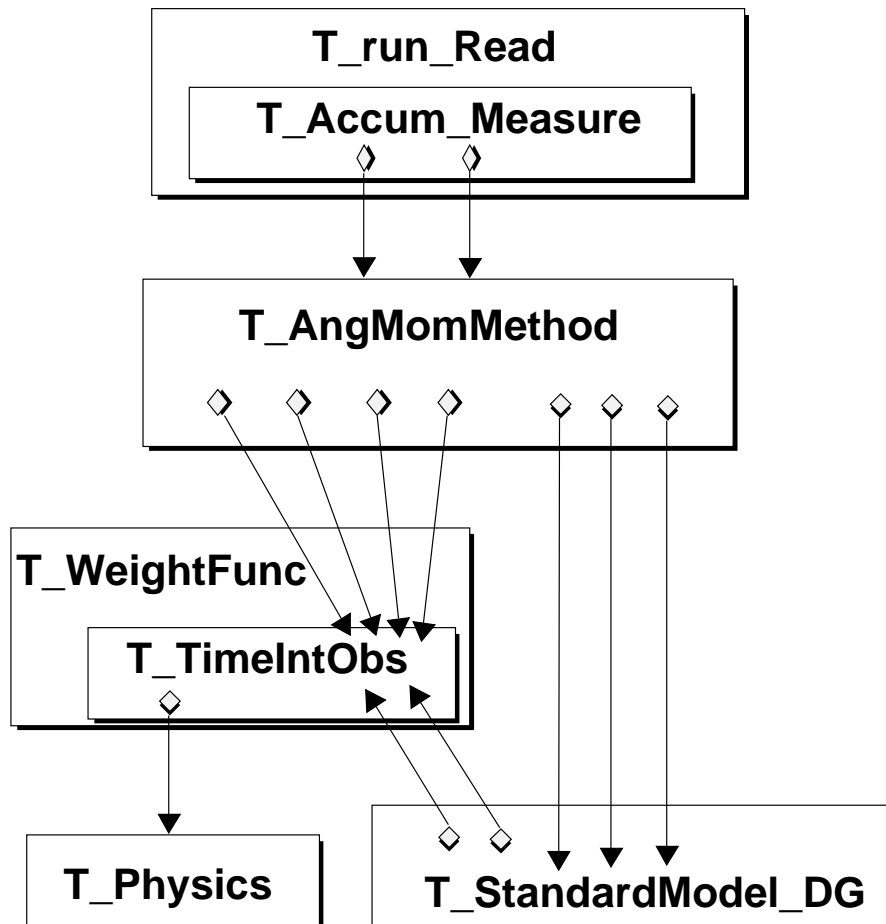 T_run_Read
T_Accum_Measure
T_AngMomMethod
T_WeightFunc
T_TimeIntObs
T_Physics
T_StandardModel_DG